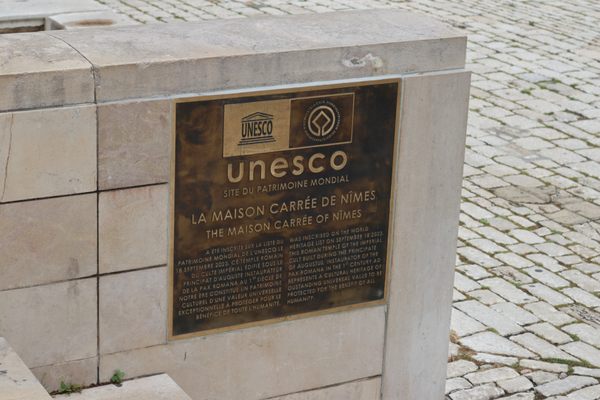 UNESCO
unesco
SITE DU PATRIMOINE MONDIAL
LA MAISON CARRÉE DE NÎMES
THE MAISON CARRÉE OF NÎMES
A ÉTÉ INSCRITE SUR LA LISTE DU
PATRIMOINE MONDIAL DE L'UNESCO LE
18 SEPTEMBRE 2023. CE TEMPLE ROMAIN
DU CULTE IMPÉRIAL ÉDIFIÉ SOUS LE
PRINCIPAT D'AUGUSTE INSTAURATEUR
DE LA PAX ROMANA AU 1ER SIÈCLE DE
NOTRE ÈRE CONSTITUE UN PATRIMOINE
CULTUREL D'UNE VALEUR UNIVERSELLE
EXCEPTIONNELLE À PROTÉGER POUR LE
BÉNÉFICE DE TOUTE L'HUMANITÉ.
WAS INSCRIBED ON THE WORLD
HERITAGE LIST ON SEPTEMBER 18 2023.
THIS ROMAN TEMPLE OF THE IMPERIAL
CULT BUILT DURING THE PRINCIPATE
OF AUGUSTUS, INSTAURATOR OF THE
PAX ROMANA IN THE 1ST CENTURY AD
REPRESENTS A CULTURAL HERITAGE OF
OUTSTANDING UNIVERSAL VALUE TO BE
PROTECTED FOR THE BENEFIT OF ALL
HUMANITY.